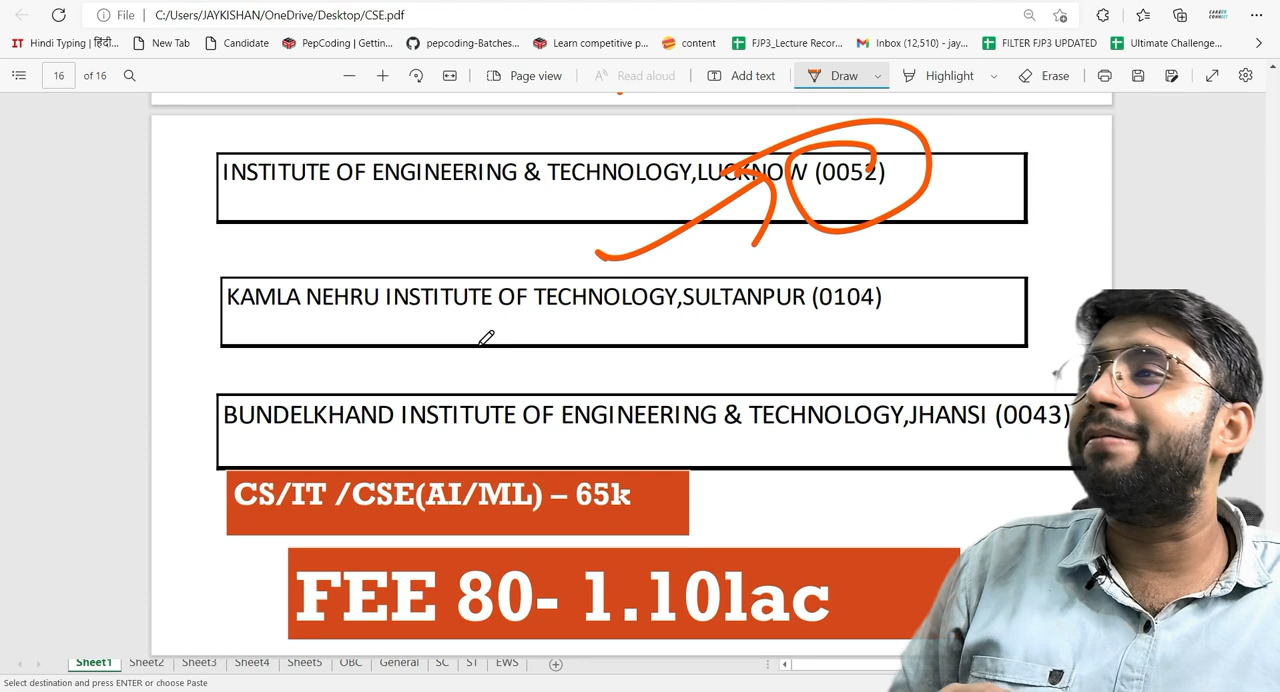 File C:/Users/JAYKISHAN/OneDrive/Desktop/CSE.pdf
Hindi Typing | हिंदी... New Tab Candidate PepCoding | Gettin... pepcoding-Batches... Learn competitive p... content FJP3_Lecture Recor... Inbox (12,510) - jay... FILTER FJP3 UPDATED Ultimate Challenge...
16 of 16 Page view Read aloud Add text Draw Highlight Erase
INSTITUTE OF ENGINEERING & TECHNOLOGY,LUCKNOW (0052)
KAMLA NEHRU INSTITUTE OF TECHNOLOGY,SULTANPUR (0104)
BUNDELKHAND INSTITUTE OF ENGINEERING & TECHNOLOGY,JHANSI (0043)
CS/IT /CSE(AI/ML) – 65k
FEE 80- 1.10lac
Sheet1 Sheet2 Sheet3 Sheet4 Sheet5 OBC General SC ST EWS
Select destination and press ENTER or choose Paste